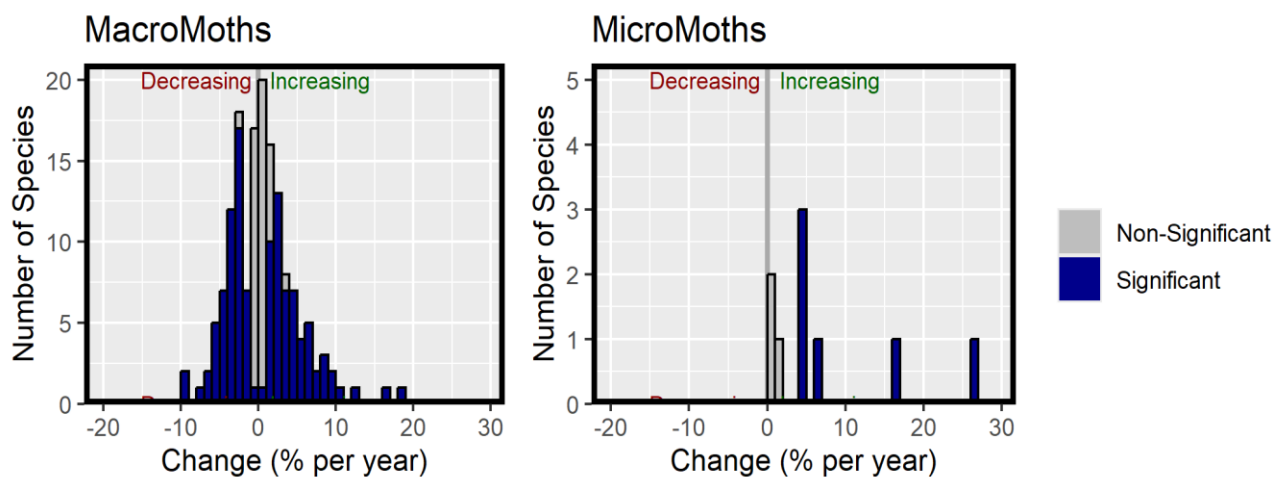 MacroMoths
Number of Species
20
15
10
5
0
Decreasing
Increasing
-20
-10
0
10
20
30
Change (% per year)
MicroMoths
Number of Species
5
4
3
2
1
0
Decreasing
Increasing
-20
-10
0
10
20
30
Change (% per year)
Non-Significant
Significant